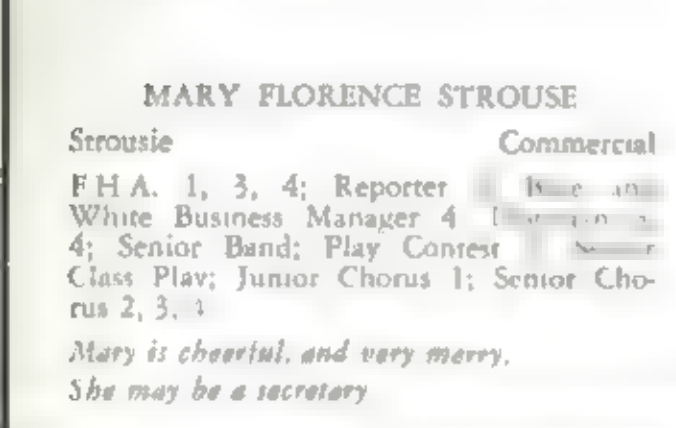 MARY FLORENCE STROUSE
Strousie Commercial
F H A. 1, 3, 4; Reporter
White Business Manager 4
4; Senior Band; Play Contest
Class Play; Junior Chorus 1; Senior Cho-
rus 2, 3, 4
Mary is cheerful, and very merry,
She may be a secretary